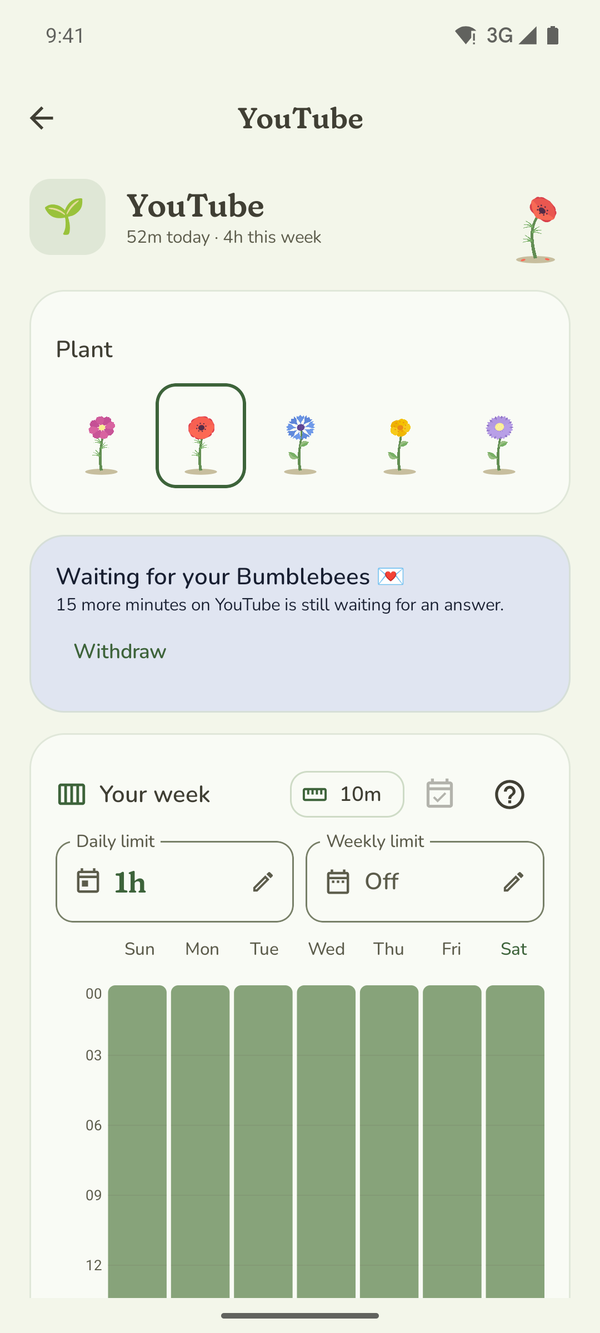 9:41
3G
YouTube
YouTube
52m today · 4h this week
Plant
Waiting for your Bumblebees 💌
15 more minutes on YouTube is still waiting for an answer.
Withdraw
Your week
10m
Daily limit
Weekly limit
1h
Off
Sun Mon Tue Wed Thu Fri Sat
00
03
06
09
12